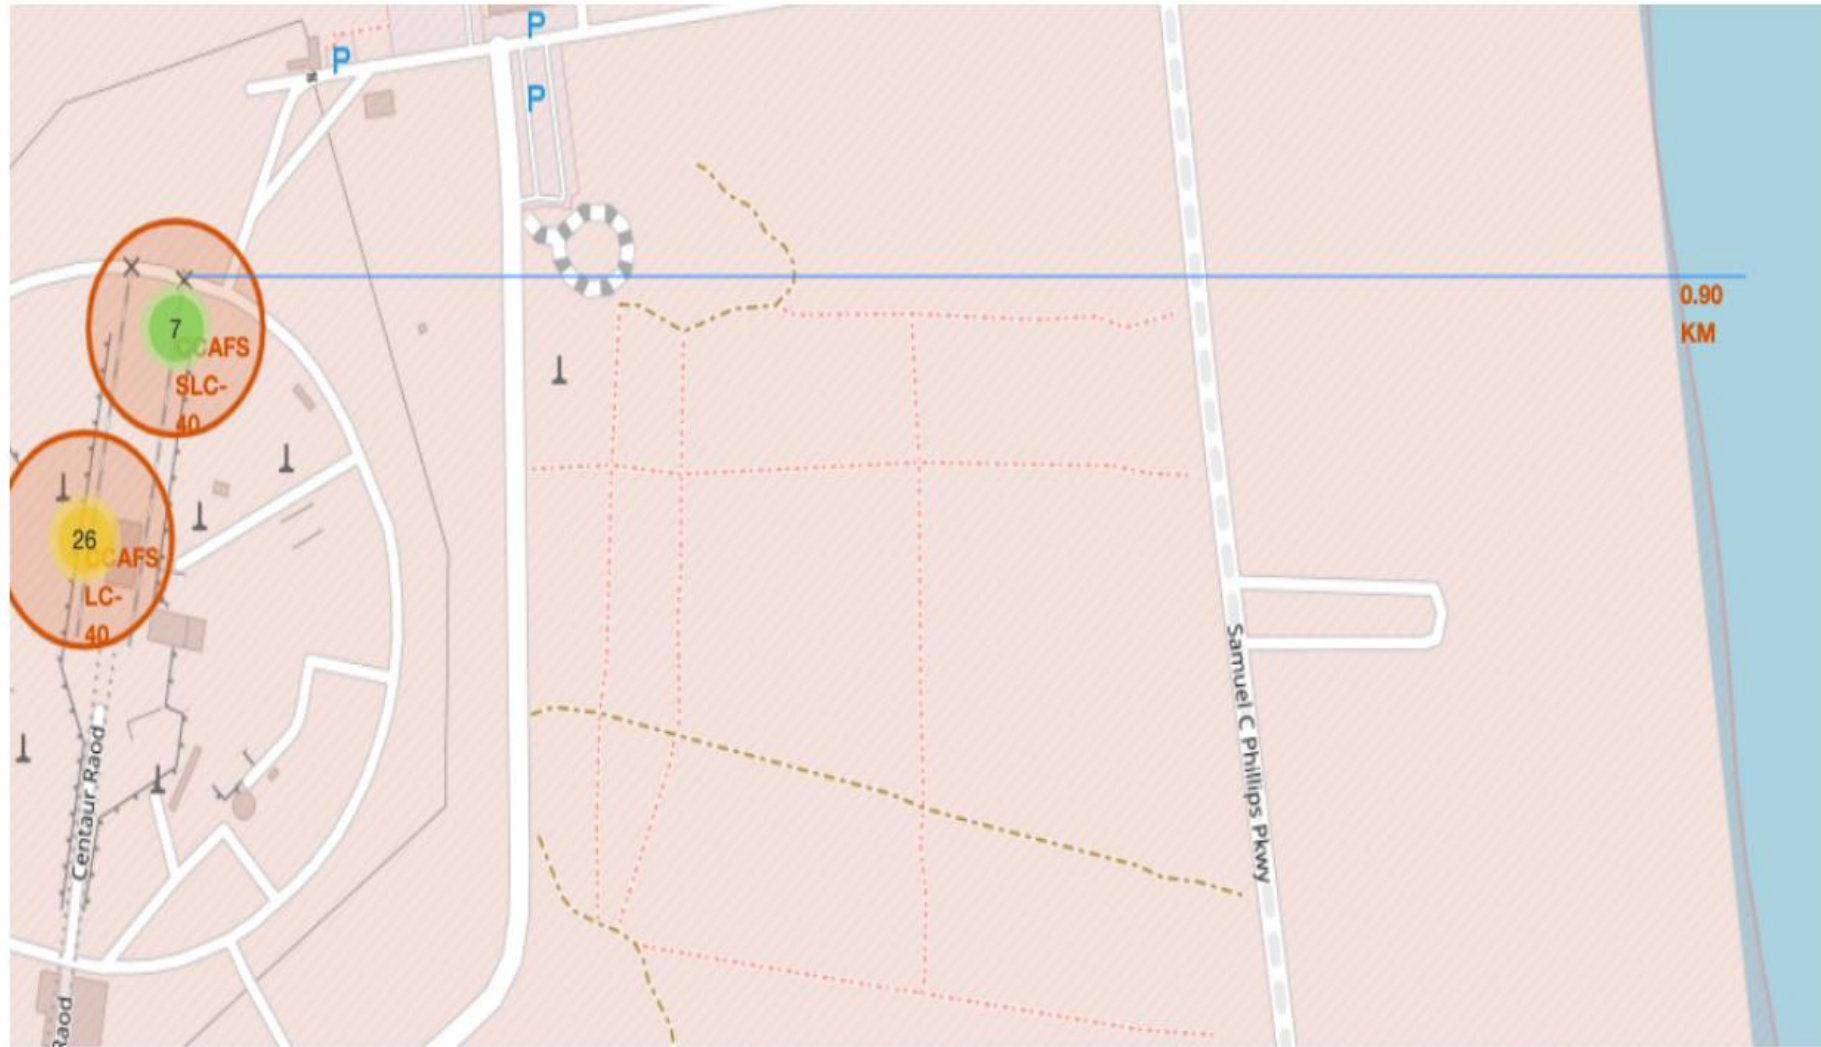 P
P
P
7
CCAFS
SLC-
40
0.90
KM
26
CCAFS
LC-
40
Samuel C Phillips Pkwy
Centaur Raod
Raod